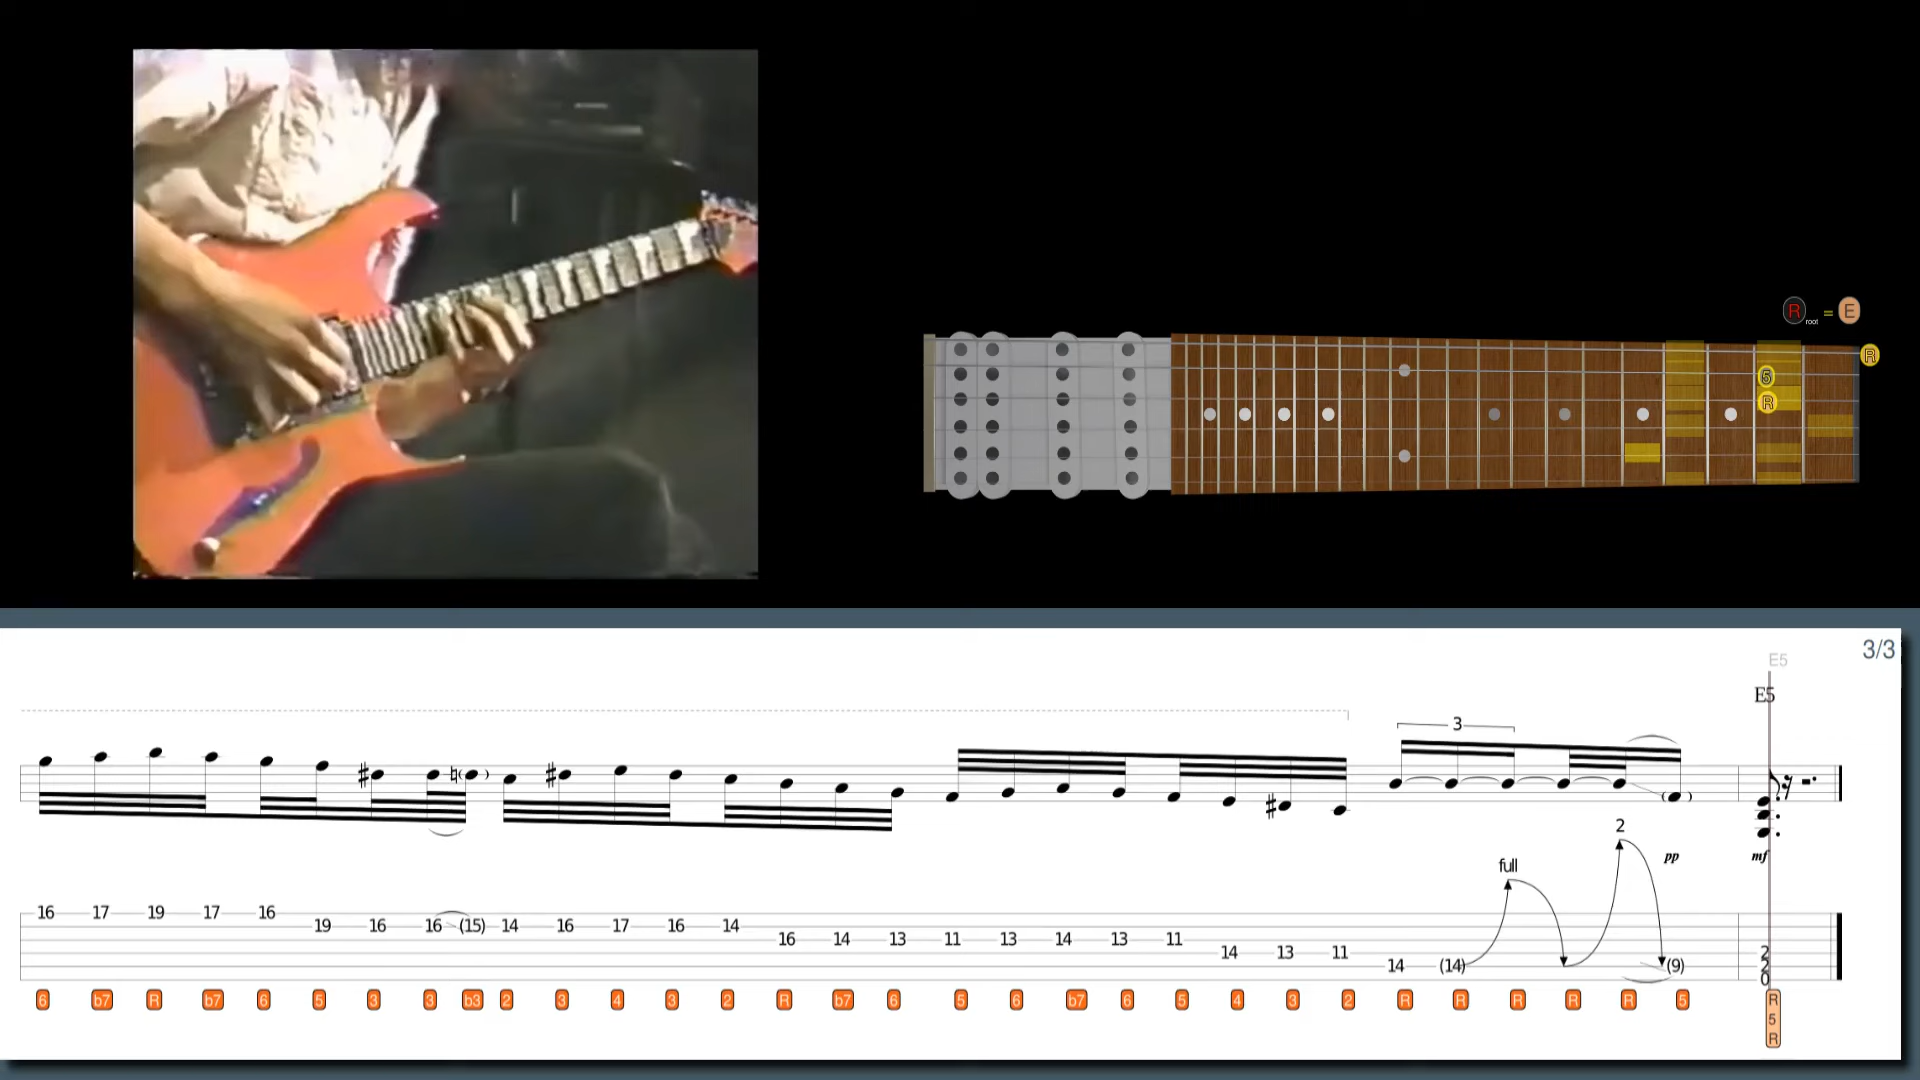 R root = E
R
5
R
3/3
E5
E5
3
2
full
pp mf
16 17 19 17 16
19 16 16 (15) 14 16 17 16 14
16 14 13 11 13 14 13 11
14 13 11 2
14 (14) (9) 2
0
6 b7 R b7 6 5 3 3 b3 2 3 4 3 2 R b7 6 5 6 b7 6 5 4 3 2 R R R R R 5 R
5
R